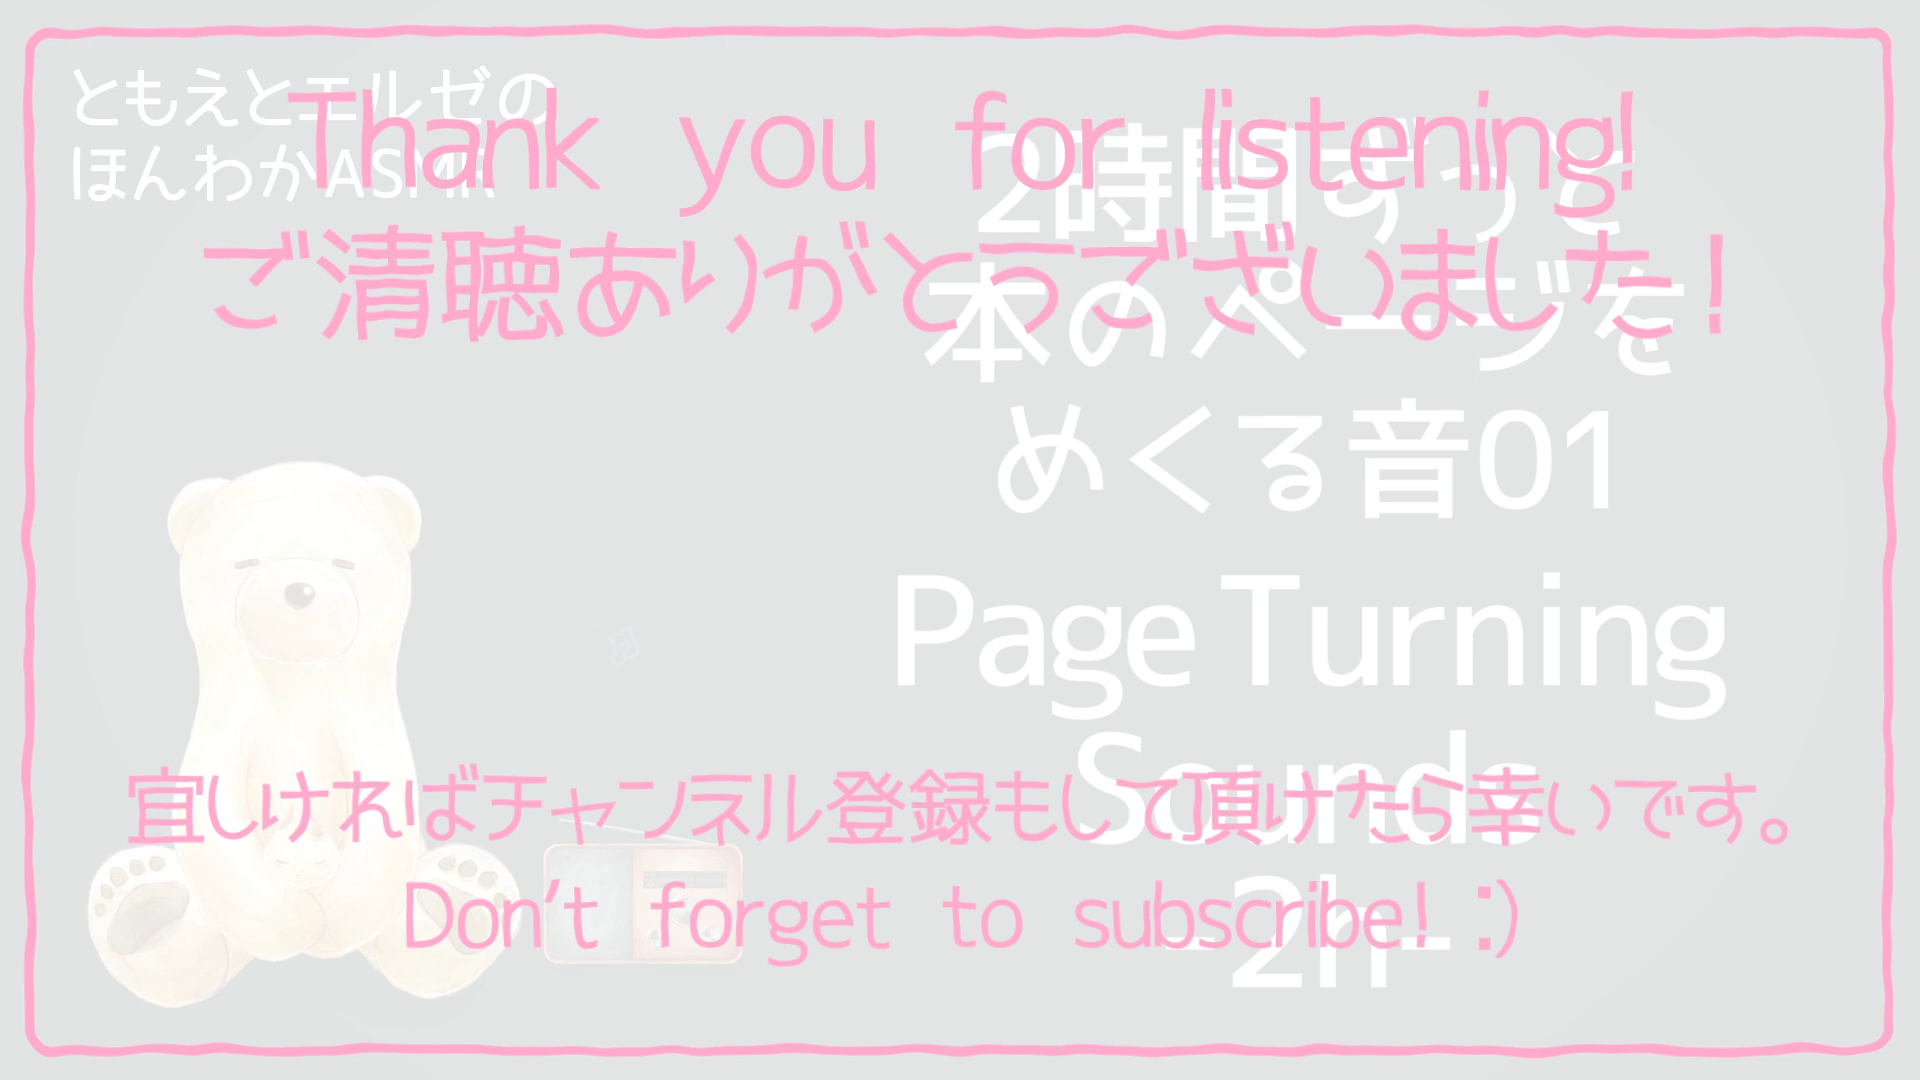 ともえとエルゼの
ほんわかASMR
Thank you for listening!
ご清聴ありがとうございました!
2時間ずっと
本のページを
めくる音01
Page Turning
Sounds
- 2h -
宜しければチャンネル登録もして頂けたら幸いです。
Don't forget to subscribe! :)